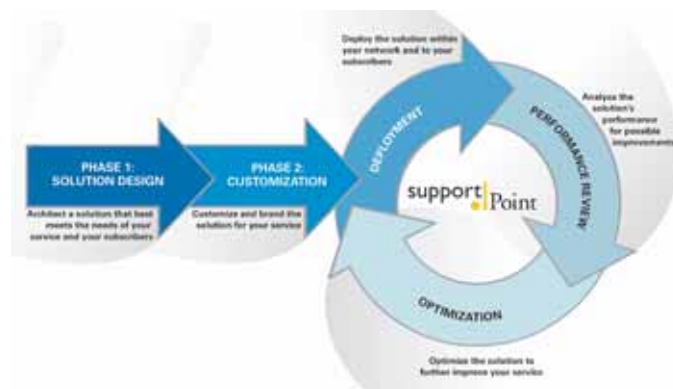 Deploy the solution within
your network and to your
subscribers
Analyze the
solution's
performance
for possible
improvements
DEPLOYMENT
PERFORMANCE REVIEW
PHASE 1:
SOLUTION DESIGN
PHASE 2:
CUSTOMIZATION
support
Point
Architect a solution that best
meets the needs of your
service and your subscribers
Customize and brand the
solution for your service
OPTIMIZATION
Optimize the solution to
further improve your service